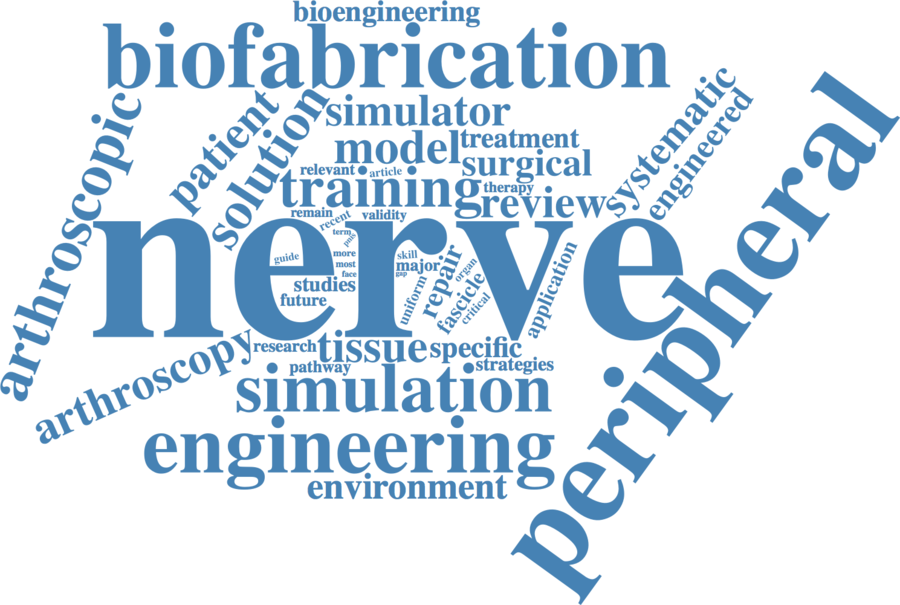 bioengineering
biofabrication
simulator
patient
solution
arthroscopic
model
treatment
surgical
systematic
engineered
relevant
article
training
therapy
review
peripheral
remain
recent
validity
term
pns
nerve
guide
more
most
face
skill
major
gap
studies
future
uniform
repair
organ
fascicle
critical
application
arthroscopy
research
tissue
specific
pathway
strategies
simulation
engineering
environment